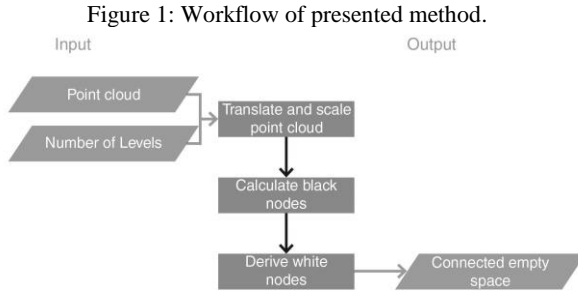 Figure 1: Workflow of presented method.
Input
Output
Point cloud
Number of Levels
Translate and scale
point cloud
Calculate black
nodes
Derive white
nodes
Connected empty
space